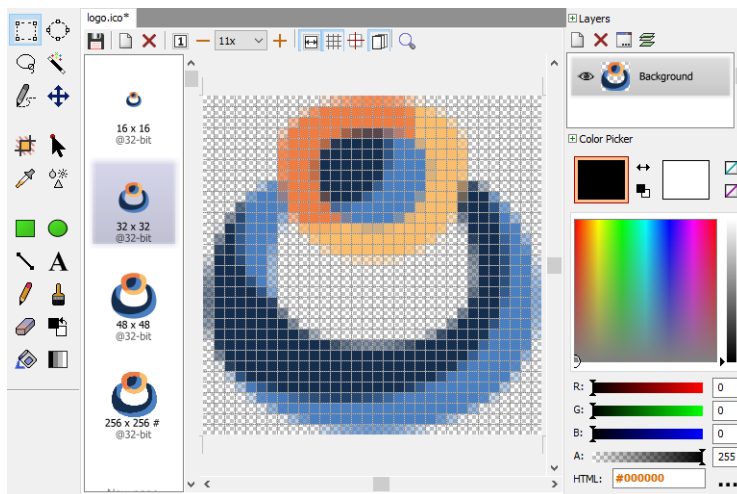 logo.ico*
Layers
1
11x
Background
16 x 16
@32-bit
Color Picker
32 x 32
@32-bit
A
48 x 48
@32-bit
256 x 256 #
@32-bit
R:
0
G:
0
B:
0
A:
255
HTML:
#000000
...